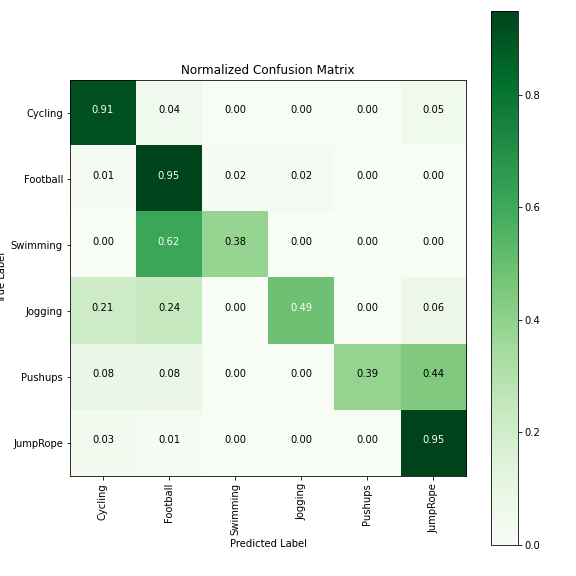 Normalized Confusion Matrix
Cycling 0.91 0.04 0.00 0.00 0.00 0.05
Football 0.01 0.95 0.02 0.02 0.00 0.00
Swimming 0.00 0.62 0.38 0.00 0.00 0.00
Jogging 0.21 0.24 0.00 0.49 0.00 0.06
Pushups 0.08 0.08 0.00 0.00 0.39 0.44
JumpRope 0.03 0.01 0.00 0.00 0.00 0.95
Cycling Football Swimming Jogging Pushups JumpRope
Predicted Label
True Label
0.8
0.6
0.4
0.2
0.0